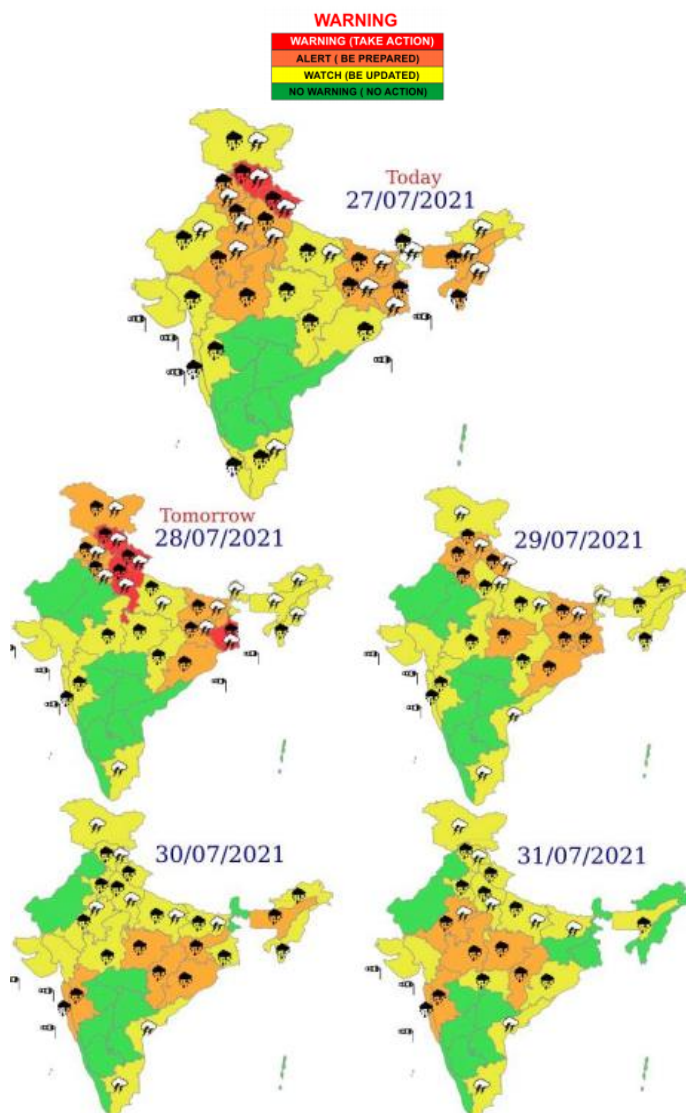 WARNING
WARNING (TAKE ACTION)
ALERT ( BE PREPARED)
WATCH (BE UPDATED)
NO WARNING ( NO ACTION)
Today
27/07/2021
Tomorrow
28/07/2021
29/07/2021
30/07/2021
31/07/2021